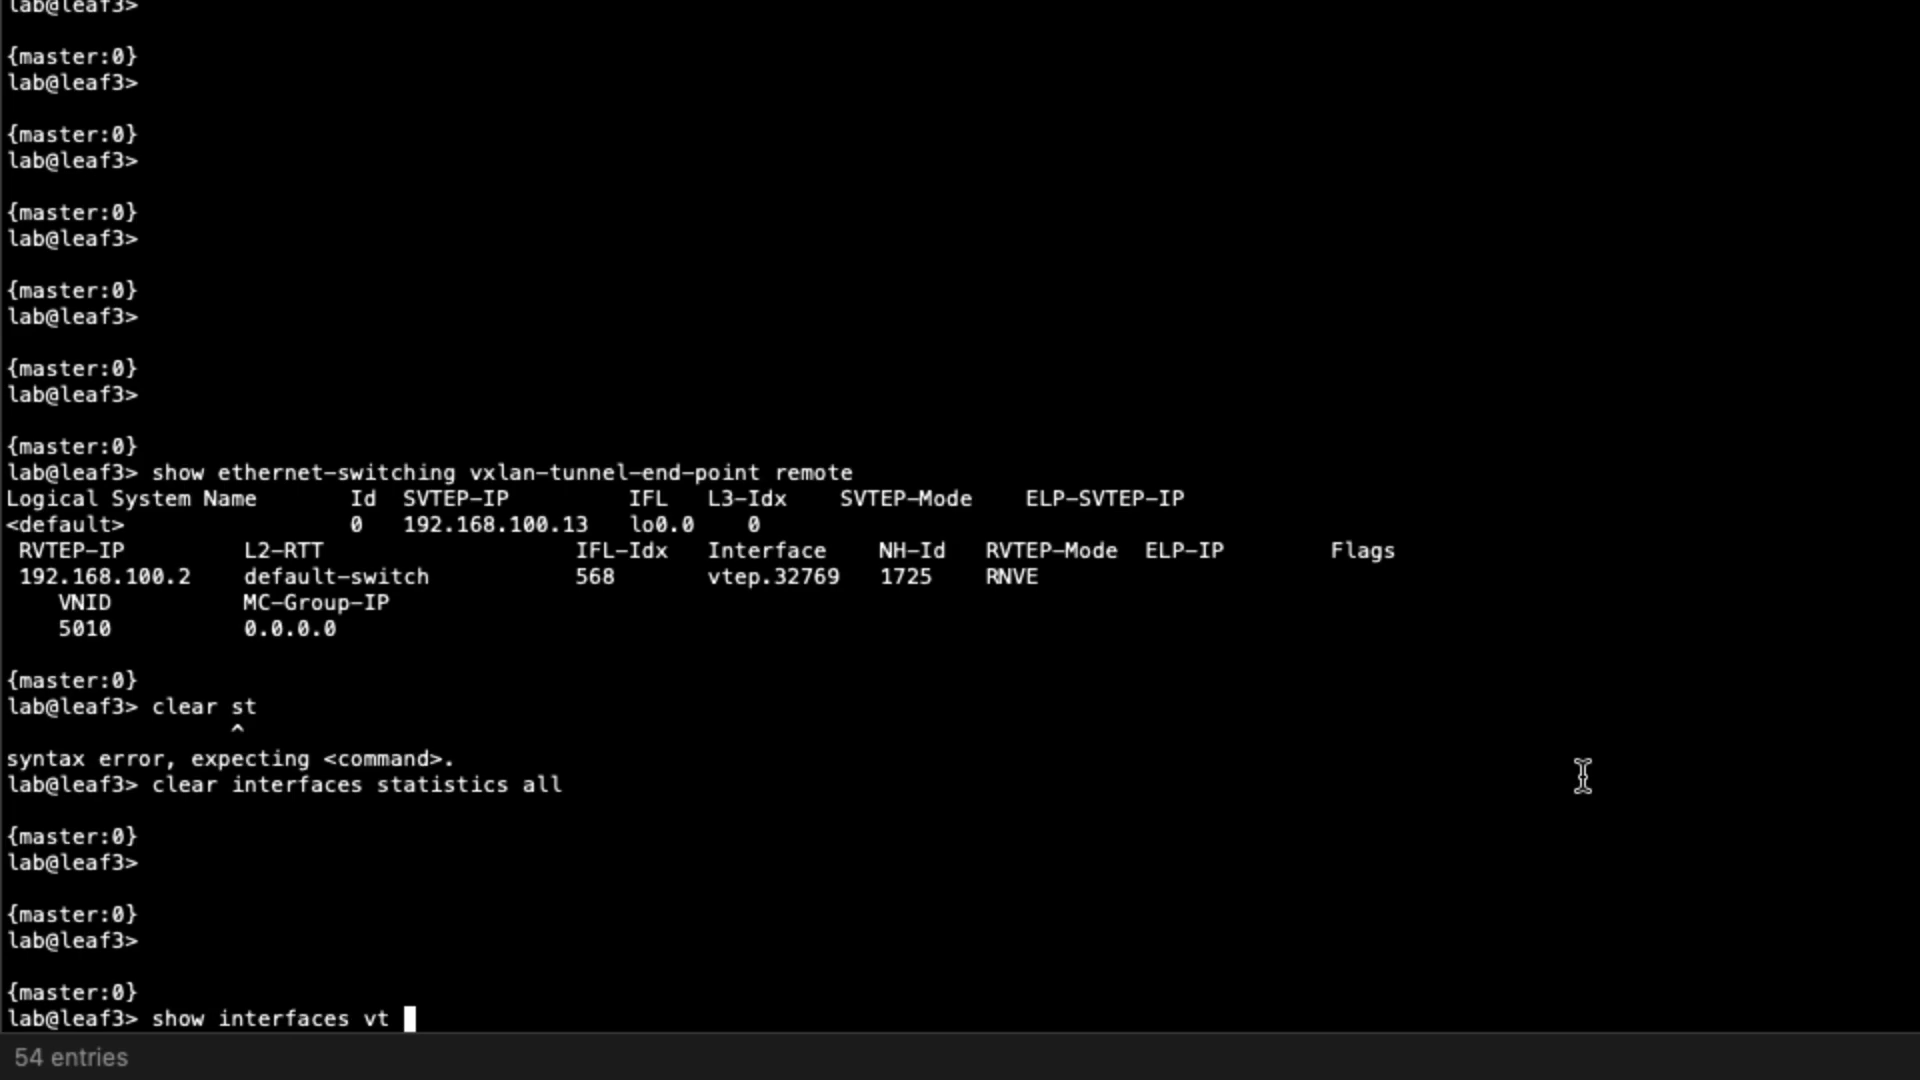 lab@leaf3>
{master:0}
lab@leaf3>
{master:0}
lab@leaf3>
{master:0}
lab@leaf3>
{master:0}
lab@leaf3>
{master:0}
lab@leaf3>
{master:0}
lab@leaf3> show ethernet-switching vxlan-tunnel-end-point remote
Logical System Name       Id  SVTEP-IP         IFL   L3-Idx    SVTEP-Mode    ELP-SVTEP-IP
<default>                 0   192.168.100.13   lo0.0    0
 RVTEP-IP         L2-RTT                   IFL-Idx   Interface    NH-Id   RVTEP-Mode  ELP-IP        Flags
 192.168.100.2    default-switch           568       vtep.32769   1725    RNVE
    VNID          MC-Group-IP
    5010          0.0.0.0
{master:0}
lab@leaf3> clear st
                 ^
syntax error, expecting <command>.
lab@leaf3> clear interfaces statistics all
{master:0}
lab@leaf3>
{master:0}
lab@leaf3>
{master:0}
lab@leaf3> show interfaces vt
54 entries